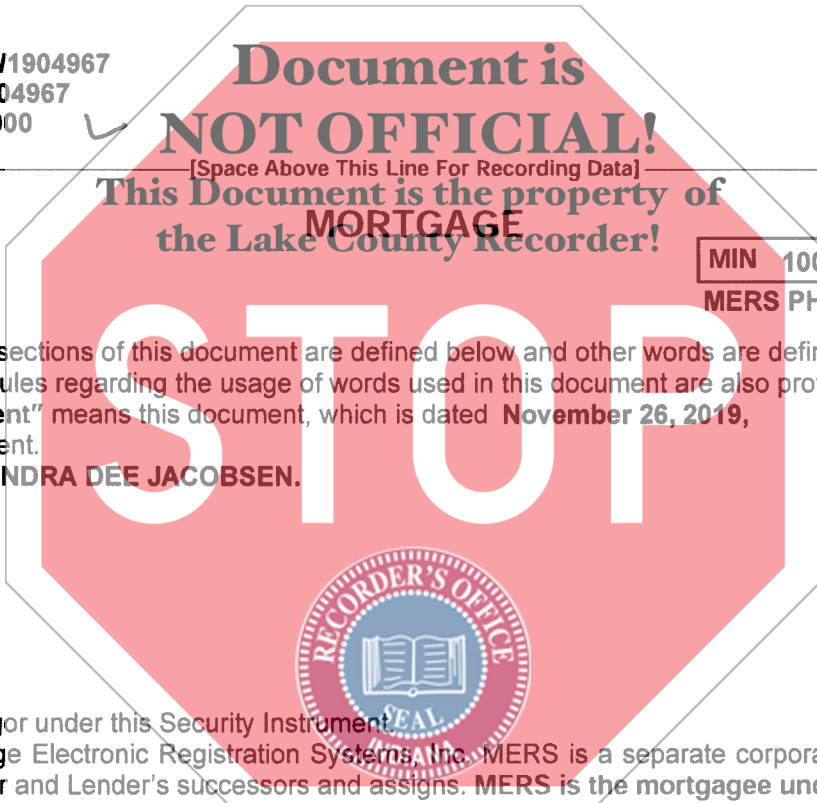 /1904967
04967
000
Document is
NOT OFFICIAL!
[Space Above This Line For Recording Data]
This Document is the property of
MORTGAGE
the Lake County Recorder!
MIN 100
MERS PH
STOP
sections of this document are defined below and other words are defin
ules regarding the usage of words used in this document are also prov
ent" means this document, which is dated November 26, 2019,
ent.
NDRA DEE JACOBSEN.
RECORDER'S OFFICE
SEAL
or under this Security Instrument.
ge Electronic Registration Systems, Inc. MERS is a separate corpora
r and Lender's successors and assigns. MERS is the mortgagee und